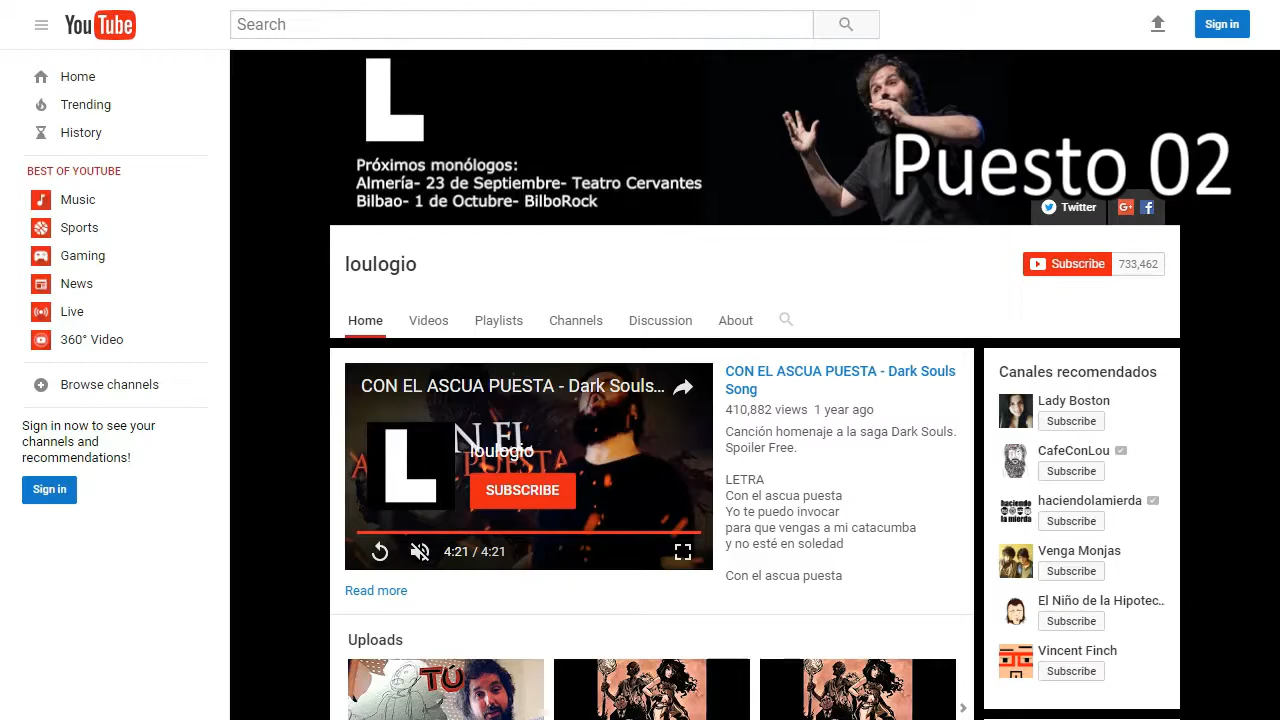 YouTube
Search
Sign in
Home
Trending
History
BEST OF YOUTUBE
Music
Sports
Gaming
News
Live
360° Video
Browse channels
Sign in now to see your
channels and
recommendations!
Sign in
L
Próximos monólogos:
Almería- 23 de Septiembre- Teatro Cervantes
Bilbao- 1 de Octubre- BilboRock
Puesto 02
Twitter
G+
f
loulogio
Subscribe
733,462
Home
Videos
Playlists
Channels
Discussion
About
CON EL ASCUA PUESTA - Dark Souls...
L
loulogio
SUBSCRIBE
4:21 / 4:21
CON EL ASCUA PUESTA - Dark Souls
Song
410,882 views 1 year ago
Canción homenaje a la saga Dark Souls.
Spoiler Free.
LETRA
Con el ascua puesta
Yo te puedo invocar
para que vengas a mi catacumba
y no esté en soledad
Con el ascua puesta
Read more
Uploads
TÚ
Canales recomendados
Lady Boston
Subscribe
CafeConLou
Subscribe
haciendolamierda
Subscribe
Venga Monjas
Subscribe
El Niño de la Hipotec..
Subscribe
Vincent Finch
Subscribe